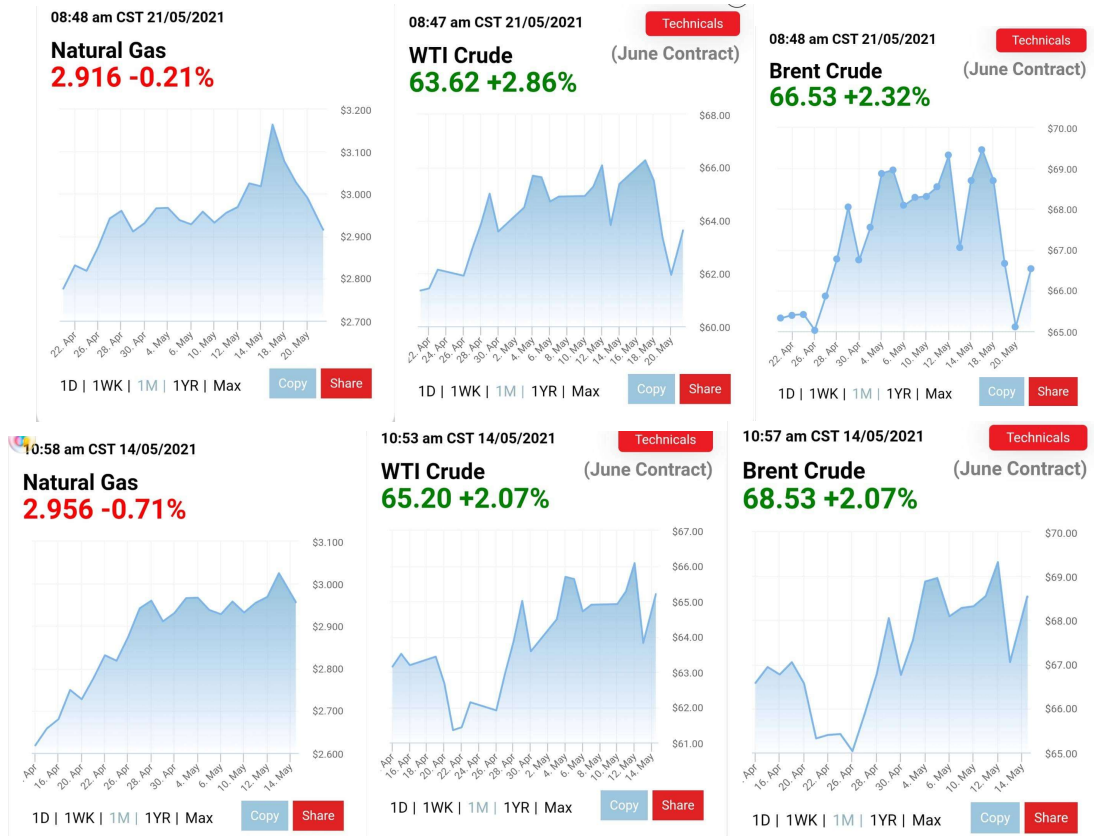 08:48 am CST 21/05/2021
Natural Gas
2.916 -0.21%
$3.200
$3.100
$3.000
$2.900
$2.800
$2.700
22. Apr
26. Apr
28. Apr
30. Apr
4. May
6. May
10. May
12. May
14. May
18. May
20. May
1D | 1WK | 1M | 1YR | Max
Copy
Share
08:47 am CST 21/05/2021
Technicals
WTI Crude
(June Contract)
63.62 +2.86%
$68.00
$66.00
$64.00
$62.00
$60.00
22. Apr
24. Apr
26. Apr
28. Apr
30. Apr
2. May
4. May
6. May
8. May
10. May
12. May
14. May
16. May
18. May
20. May
1D | 1WK | 1M | 1YR | Max
Copy
Share
08:48 am CST 21/05/2021
Technicals
Brent Crude
(June Contract)
66.53 +2.32%
$70.00
$69.00
$68.00
$67.00
$66.00
$65.00
22. Apr
26. Apr
28. Apr
30. Apr
4. May
6. May
10. May
12. May
14. May
18. May
20. May
1D | 1WK | 1M | 1YR | Max
Copy
Share
10:58 am CST 14/05/2021
Natural Gas
2.956 -0.71%
$3.100
$3.000
$2.900
$2.800
$2.700
$2.600
. Apr
16. Apr
20. Apr
22. Apr
26. Apr
28. Apr
30. Apr
4. May
6. May
10. May
12. May
14. May
1D | 1WK | 1M | 1YR | Max
Copy
Share
10:53 am CST 14/05/2021
Technicals
WTI Crude
(June Contract)
65.20 +2.07%
$67.00
$66.00
$65.00
$64.00
$63.00
$62.00
$61.00
. Apr
16. Apr
18. Apr
20. Apr
22. Apr
24. Apr
26. Apr
28. Apr
30. Apr
2. May
4. May
6. May
8. May
10. May
12. May
14. May
1D | 1WK | 1M | 1YR | Max
Copy
Share
10:57 am CST 14/05/2021
Technicals
Brent Crude
(June Contract)
68.53 +2.07%
$70.00
$69.00
$68.00
$67.00
$66.00
$65.00
. Apr
16. Apr
20. Apr
22. Apr
26. Apr
28. Apr
30. Apr
4. May
6. May
10. May
12. May
14. May
1D | 1WK | 1M | 1YR | Max
Copy
Share